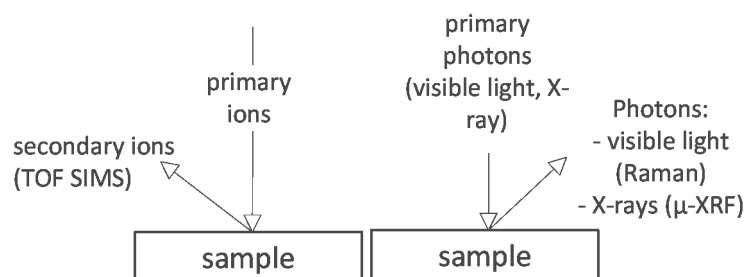 primary
ions
secondary ions
(TOF SIMS)
sample
primary
photons
(visible light, X-
ray)
Photons:
- visible light
(Raman)
- X-rays (μ-XRF)
sample